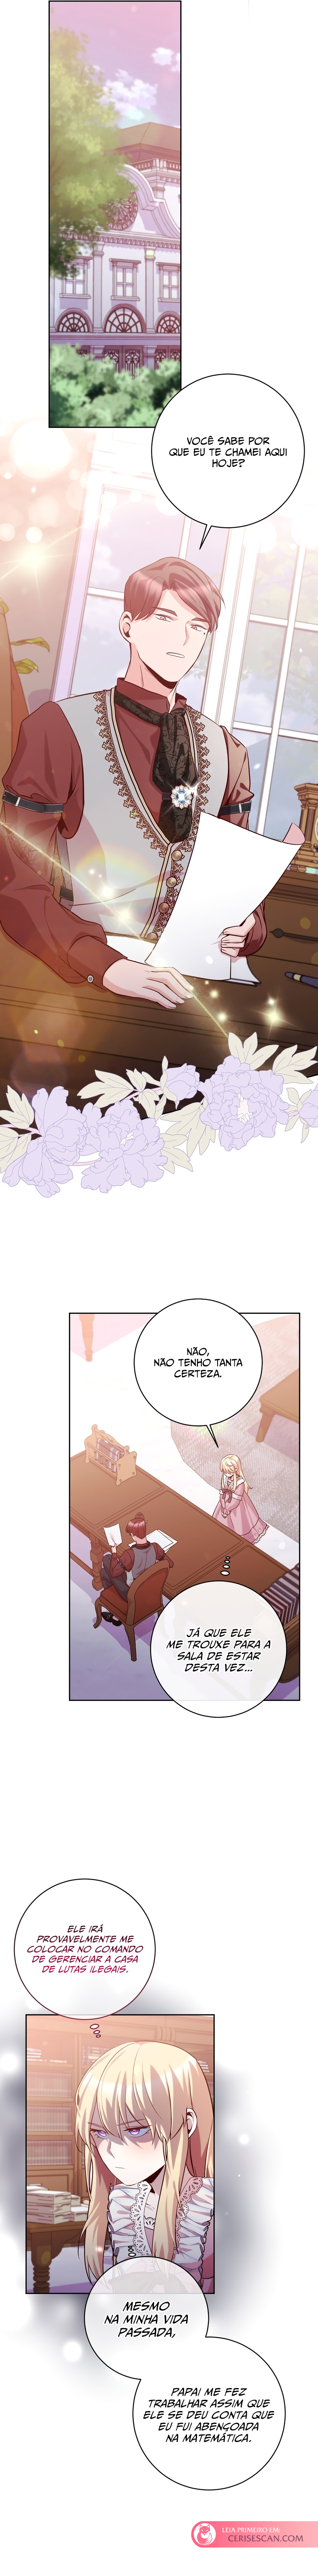 VOCÊ SABE POR
QUE EU TE CHAMEI AQUI
HOJE?
NÃO,
NÃO TENHO TANTA
CERTEZA.
JÁ QUE ELE
ME TROUXE PARA A
SALA DE ESTAR
DESTA VEZ...
ELE IRÁ
PROVAVELMENTE ME
COLOCAR NO COMANDO
DE GERENCIAR A CASA
DE LUTAS ILEGAIS.
MESMO
NA MINHA VIDA
PASSADA,
PAPAI ME FEZ
TRABALHAR ASSIM QUE
ELE SE DEU CONTA QUE
EU FUI ABENÇOADA
NA MATEMÁTICA.
LEIA PRIMEIRO EM:
CERISESCAN.COM